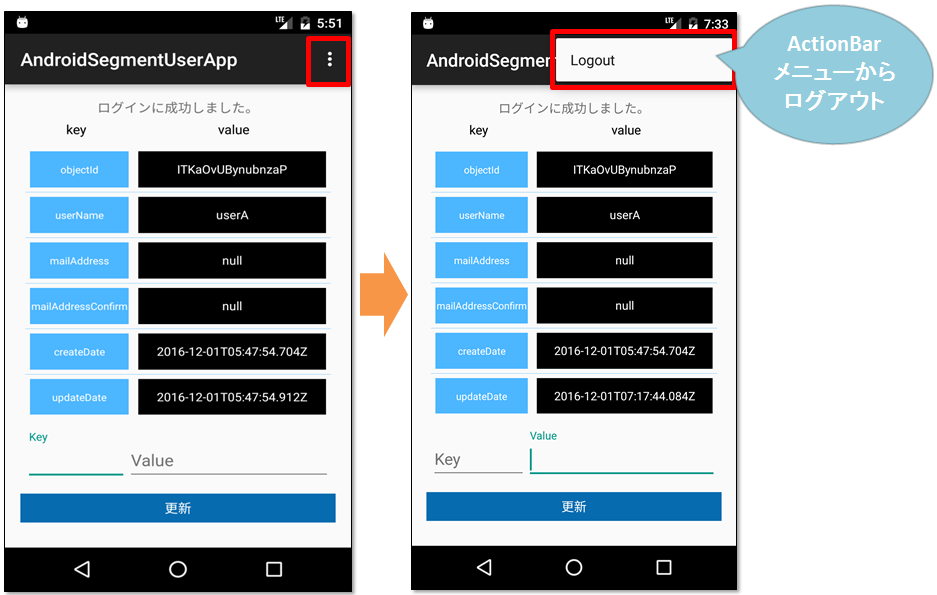 LTE 5:51
AndroidSegmentUserApp
ログインに成功しました。
key value
objectId ITKaOvUBynubnzaP
userName userA
mailAddress null
mailAddressConfirm null
createDate 2016-12-01T05:47:54.704Z
updateDate 2016-12-01T05:47:54.912Z
Key
Value
更新
LTE 7:33
AndroidSegment
Logout
ログインに成功しました。
key value
objectId ITKaOvUBynubnzaP
userName userA
mailAddress null
mailAddressConfirm null
createDate 2016-12-01T05:47:54.704Z
updateDate 2016-12-01T07:17:44.084Z
Value
Key
更新
ActionBar
メニューから
ログアウト